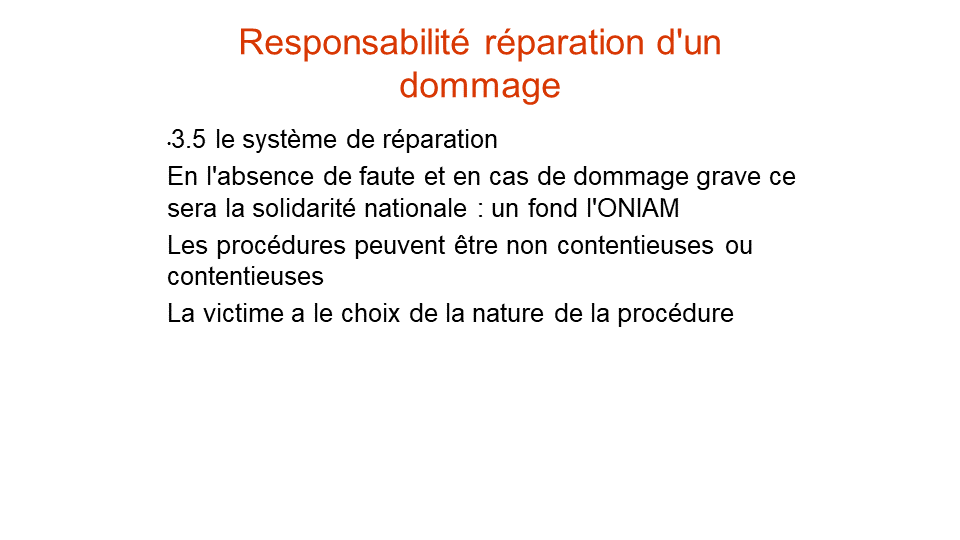 Responsabilité réparation d'un
dommage
•3.5 le système de réparation
En l'absence de faute et en cas de dommage grave ce
sera la solidarité nationale : un fond l'ONIAM
Les procédures peuvent être non contentieuses ou
contentieuses
La victime a le choix de la nature de la procédure